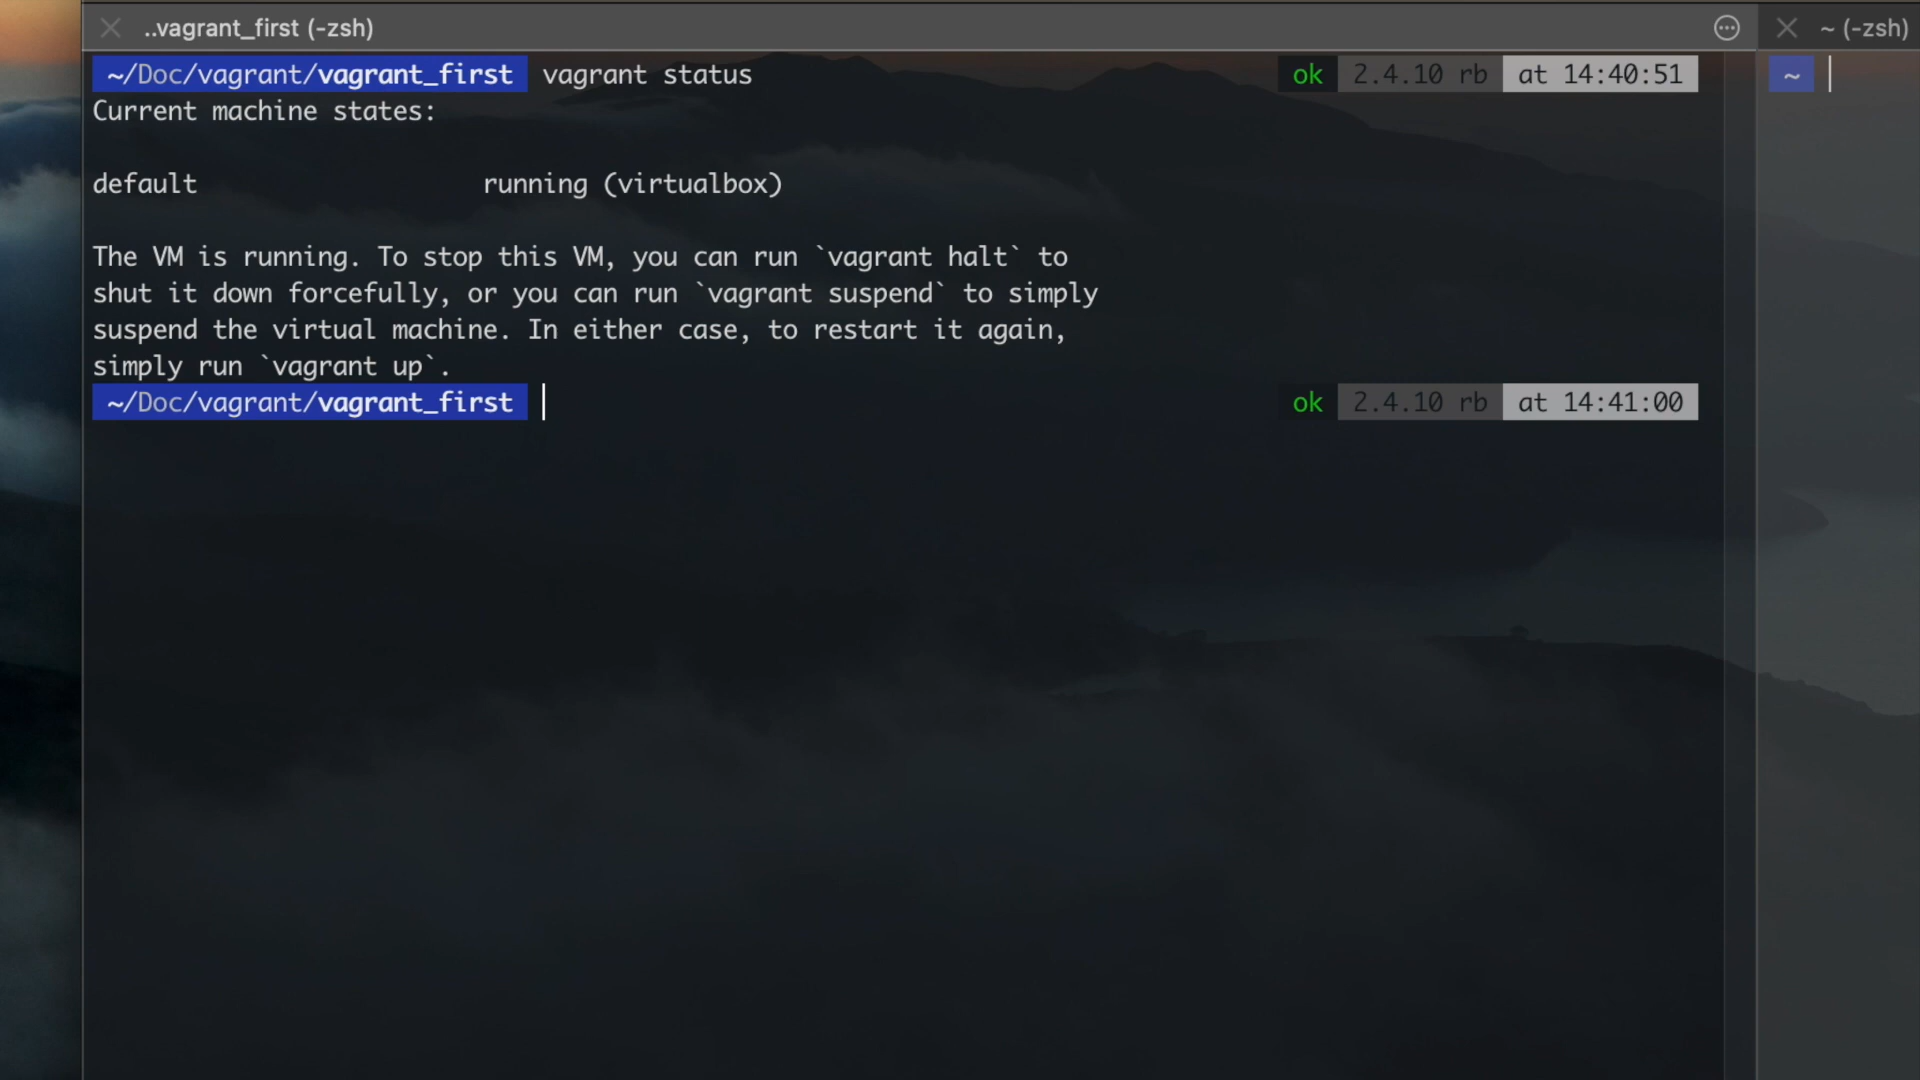 ..vagrant_first (-zsh)
~ (-zsh)
~/Doc/vagrant/vagrant_first vagrant status ok 2.4.10 rb at 14:40:51
~
Current machine states:
default running (virtualbox)
The VM is running. To stop this VM, you can run `vagrant halt` to
shut it down forcefully, or you can run `vagrant suspend` to simply
suspend the virtual machine. In either case, to restart it again,
simply run `vagrant up`.
~/Doc/vagrant/vagrant_first ok 2.4.10 rb at 14:41:00